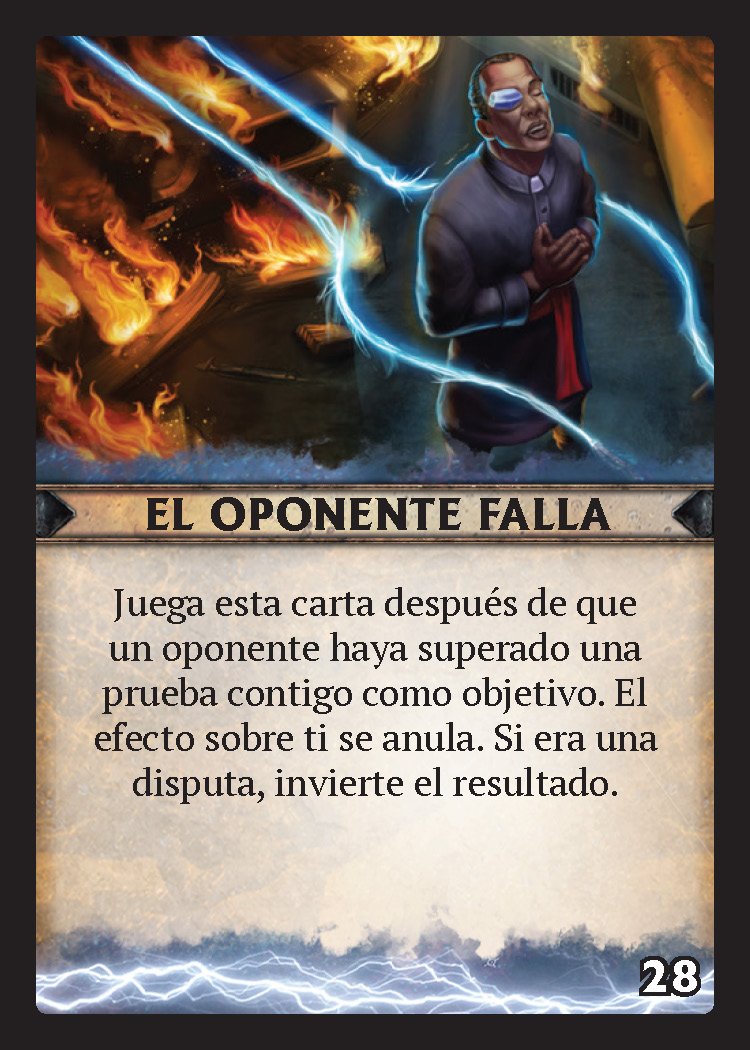 EL OPONENTE FALLA
Juega esta carta después de que
un oponente haya superado una
prueba contigo como objetivo. El
efecto sobre ti se anula. Si era una
disputa, invierte el resultado.
28